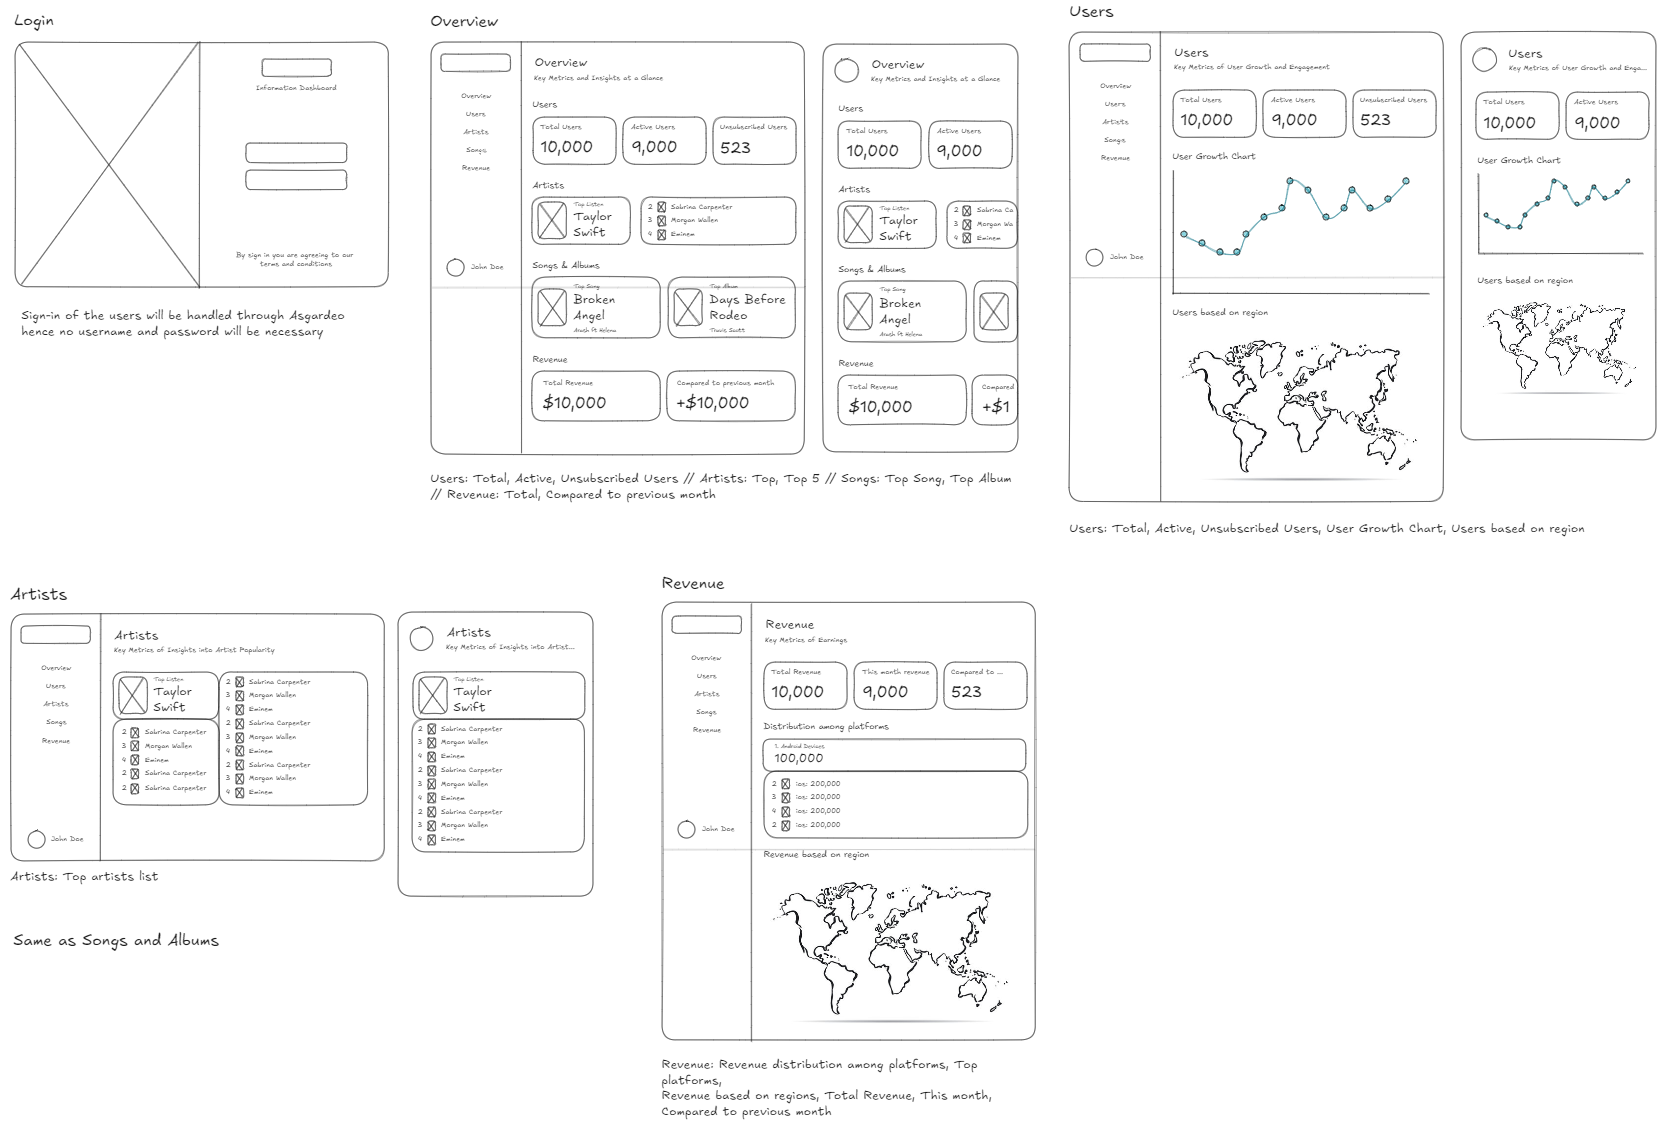 Login
Information Dashboard
By sign in you are agreeing to our
terms and conditions
Sign-in of the users will be handled through Asgardeo
hence no username and password will be necessary
Overview
Overview
Users
Artists
Songs
Revenue
John Doe
Overview
Key Metrics and Insights at a Glance
Users
Total Users
10,000
Active Users
9,000
Unsubscribed Users
523
Artists
Top Listen
Taylor
Swift
2 Sabrina Carpenter
3 Morgan Wallen
4 Eminem
Songs & Albums
Top Song
Broken
Angel
Arash ft Helena
Top Album
Days Before
Rodeo
Travis Scott
Revenue
Total Revenue
$10,000
Compared to previous month
+$10,000
Overview
Key Metrics and Insights at a Glance
Users
Total Users
10,000
Active Users
9,000
Artists
Top Listen
Taylor
Swift
2 Sabrina Ca
3 Morgan Wa
4 Eminem
Songs & Albums
Top Song
Broken
Angel
Arash ft Helena
Revenue
Total Revenue
$10,000
Compared
+$1
Users: Total, Active, Unsubscribed Users // Artists: Top, Top 5 // Songs: Top Song, Top Album
// Revenue: Total, Compared to previous month
Users
Overview
Users
Artists
Songs
Revenue
John Doe
Users
Key Metrics of User Growth and Engagement
Total Users
10,000
Active Users
9,000
Unsubscribed Users
523
User Growth Chart
Users based on region
Users
Key Metrics of User Growth and Enga...
Total Users
10,000
Active Users
9,000
User Growth Chart
Users based on region
Users: Total, Active, Unsubscribed Users, User Growth Chart, Users based on region
Artists
Overview
Users
Artists
Songs
Revenue
John Doe
Artists
Key Metrics of Insights into Artist Popularity
Top Listen
Taylor
Swift
2 Sabrina Carpenter
3 Morgan Wallen
4 Eminem
2 Sabrina Carpenter
2 Sabrina Carpenter
2 Sabrina Carpenter
3 Morgan Wallen
4 Eminem
2 Sabrina Carpenter
3 Morgan Wallen
4 Eminem
2 Sabrina Carpenter
3 Morgan Wallen
4 Eminem
Artists
Key Metrics of Insights into Artist...
Top Listen
Taylor
Swift
2 Sabrina Carpenter
3 Morgan Wallen
4 Eminem
2 Sabrina Carpenter
3 Morgan Wallen
4 Eminem
2 Sabrina Carpenter
3 Morgan Wallen
4 Eminem
Artists: Top artists list
Same as Songs and Albums
Revenue
Overview
Users
Artists
Songs
Revenue
John Doe
Revenue
Key Metrics of Earnings
Total Revenue
10,000
This month revenue
9,000
Compared to ...
523
Distribution among platforms
1. Android Devices
100,000
2 ios: 200,000
3 ios: 200,000
4 ios: 200,000
2 ios: 200,000
Revenue based on region
Revenue: Revenue distribution among platforms, Top
platforms,
Revenue based on regions, Total Revenue, This month,
Compared to previous month